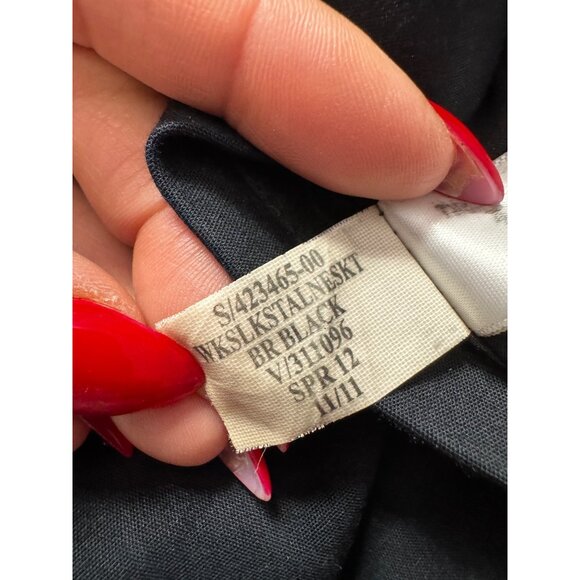 S/423465-00
WKSLKSTALNESKT
BR BLACK
V/311096
SPR 12
11/11